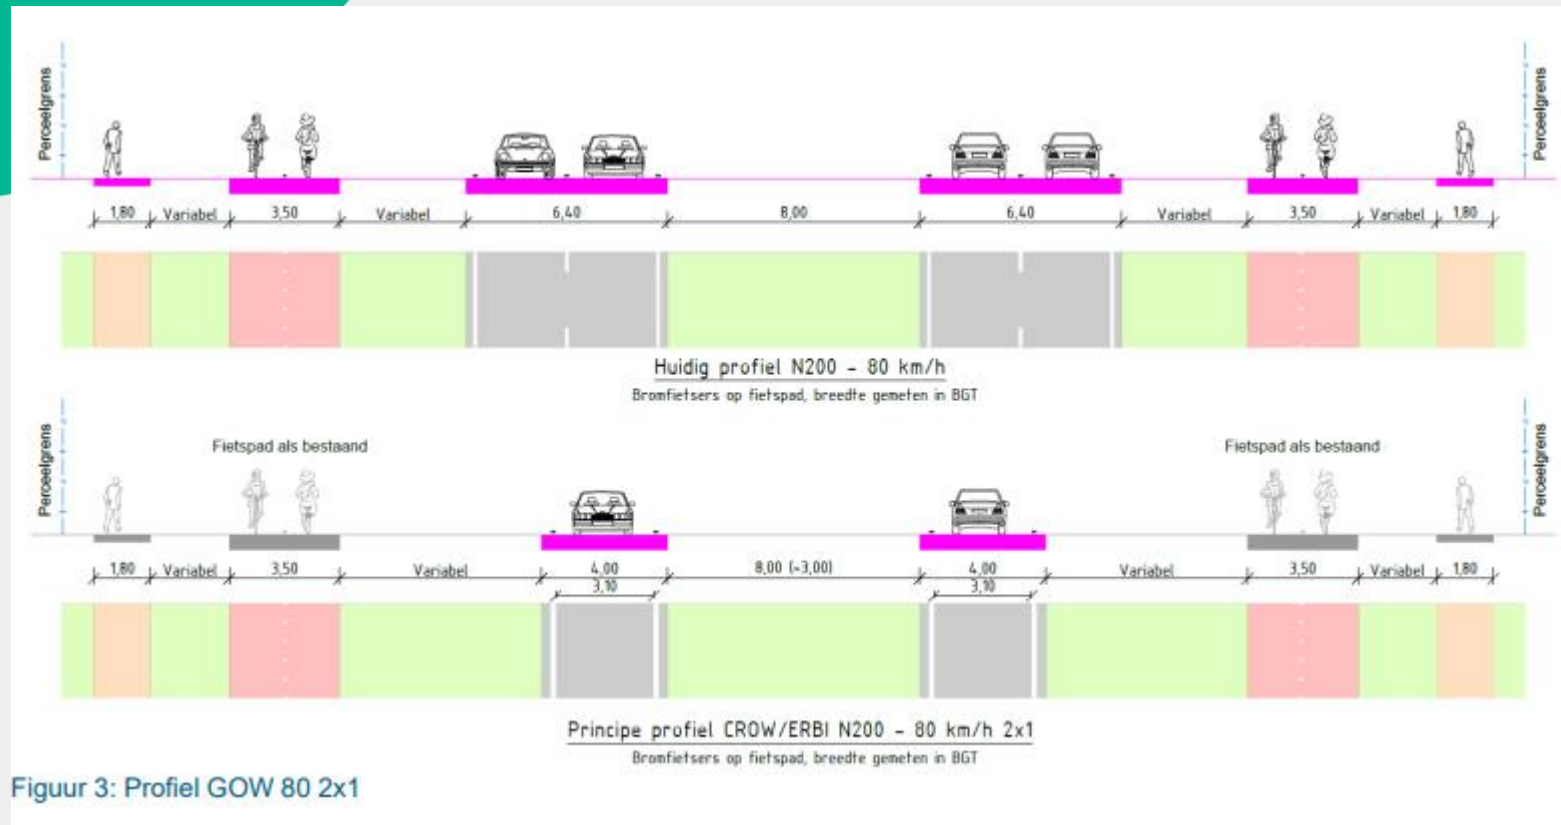 Perceelgrens
Perceelgrens
1,80 Variabel 3,50 Variabel 6,40 8,00 6,40 Variabel 3,50 Variabel 1,80
Huidig profiel N200 - 80 km/h
Bromfietsers op fietspad, breedte gemeten in BGT
Fietspad als bestaand
Fietspad als bestaand
Perceelgrens
Perceelgrens
1,80 Variabel 3,50 Variabel 4,00 8,00 (>3,00) 4,00 Variabel 3,50 Variabel 1,80
3,10 3,10
Principe profiel CROW/ERBI N200 - 80 km/h 2x1
Bromfietsers op fietspad, breedte gemeten in BGT
Figuur 3: Profiel GOW 80 2x1